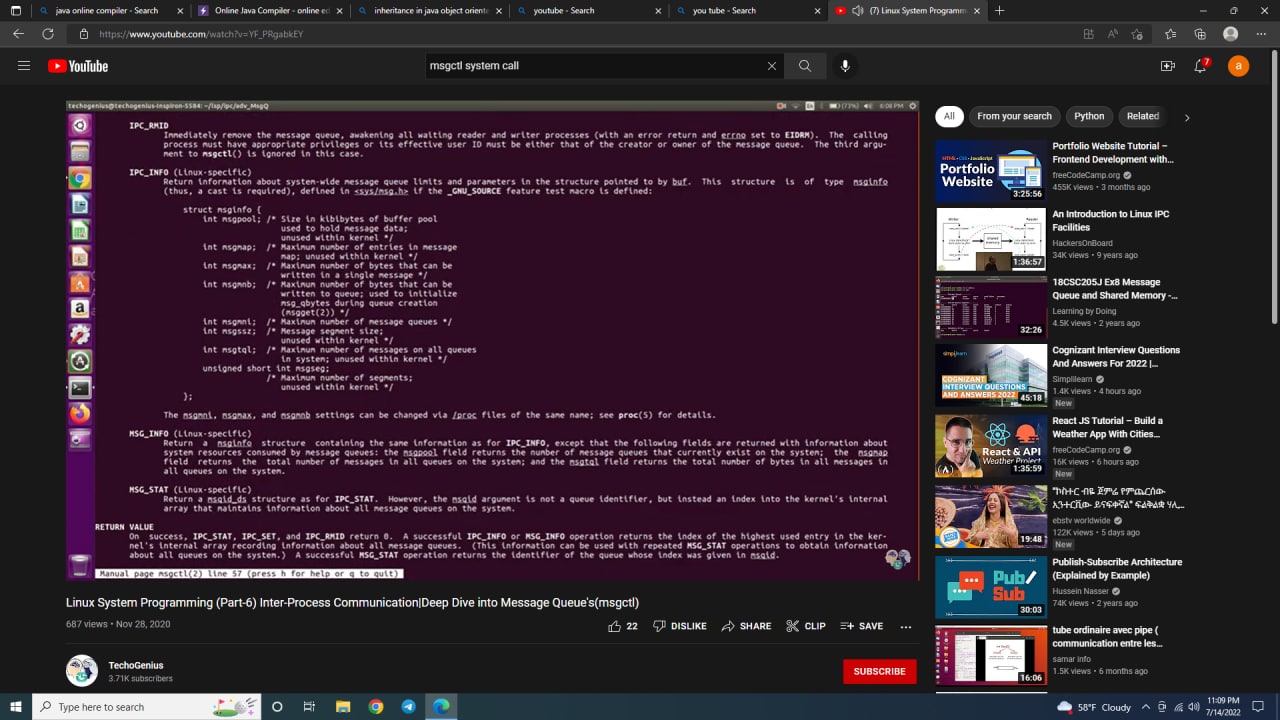 java online compiler - Search
Online Java Compiler - online ed
inheritance in java object oriente
youtube - Search
you tube - Search
(7) Linux System Programm
https://www.youtube.com/watch?v=YF_PRgabkEY
YouTube
msgctl system call
7
a
techogenius@techogenius-Inspiron-5584: ~/lsp/ipc/adv_MsgQ
(73%)
6:08 PM
IPC_RMID
Immediately remove the message queue, awakening all waiting reader and writer processes (with an error return and errno set to EIDRM). The calling
process must have appropriate privileges or its effective user ID must be either that of the creator or owner of the message queue. The third argu-
ment to msgctl() is ignored in this case.
IPC_INFO (Linux-specific)
Return information about system-wide message queue limits and parameters in the structure pointed to by buf. This structure is of type msginfo
(thus, a cast is required), defined in <sys/msg.h> if the _GNU_SOURCE feature test macro is defined:
struct msginfo {
int msgpool; /* Size in kibibytes of buffer pool
used to hold message data;
unused within kernel */
int msgmap; /* Maximum number of entries in message
map; unused within kernel */
int msgmax; /* Maximum number of bytes that can be
written in a single message */
int msgmnb; /* Maximum number of bytes that can be
written to queue; used to initialize
msg_qbytes during queue creation
(msgget(2)) */
int msgmni; /* Maximum number of message queues */
int msgssz; /* Message segment size;
unused within kernel */
int msgtql; /* Maximum number of messages on all queues
in system; unused within kernel */
unsigned short int msgseg;
/* Maximum number of segments;
unused within kernel */
};
The msgmni, msgmax, and msgmnb settings can be changed via /proc files of the same name; see proc(5) for details.
MSG_INFO (Linux-specific)
Return a msginfo structure containing the same information as for IPC_INFO, except that the following fields are returned with information about
system resources consumed by message queues: the msgpool field returns the number of message queues that currently exist on the system; the msgmap
field returns the total number of messages in all queues on the system; and the msgtql field returns the total number of bytes in all messages in
all queues on the system.
MSG_STAT (Linux-specific)
Return a msqid_ds structure as for IPC_STAT. However, the msqid argument is not a queue identifier, but instead an index into the kernel's internal
array that maintains information about all message queues on the system.
RETURN VALUE
On success, IPC_STAT, IPC_SET, and IPC_RMID return 0. A successful IPC_INFO or MSG_INFO operation returns the index of the highest used entry in the ker-
nel's internal array recording information about all message queues. (This information can be used with repeated MSG_STAT operations to obtain information
about all queues on the system.) A successful MSG_STAT operation returns the identifier of the queue whose index was given in msqid.
Manual page msgctl(2) line 57 (press h for help or q to quit)
Linux System Programming (Part-6) Inter-Process Communication|Deep Dive into Message Queue's(msgctl)
687 views • Nov 28, 2020
22
DISLIKE
SHARE
CLIP
SAVE
TechoGenius
3.71K subscribers
SUBSCRIBE
All
From your search
Python
Related
HTML • CSS • JavaScript
Portfolio
Website
3:25:56
Portfolio Website Tutorial –
Frontend Development with...
freeCodeCamp.org
455K views • 3 months ago
1:36:57
An Introduction to Linux IPC
Facilities
HackersOnBoard
34K views • 9 years ago
32:26
18CSC205J Ex8 Message
Queue and Shared Memory -...
Learning by Doing
4.5K views • 2 years ago
simplilearn
COGNIZANT
INTERVIEW QUESTIONS
AND ANSWERS 2022
45:18
Cognizant Interview Questions
And Answers For 2022 |...
Simplilearn
1.4K views • 4 hours ago
New
React & API
Weather Project
1:35:59
React JS Tutorial – Build a
Weather App With Cities...
freeCodeCamp.org
16K views • 6 hours ago
New
19:48
ebstv worldwide
122K views • 5 days ago
New
Pub/
Sub
30:03
Publish-Subscribe Architecture
(Explained by Example)
Hussein Nasser
74K views • 2 years ago
16:06
tube ordinaire avec pipe (
communication entre les...
samar info
1.5K views • 6 months ago
Type here to search
58°F Cloudy
11:09 PM
7/14/2022